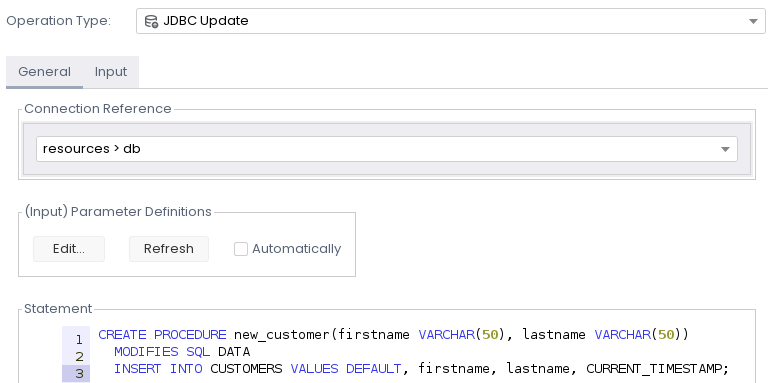 Operation Type: JDBC Update
General Input
Connection Reference
resources > db
(Input) Parameter Definitions
Edit... Refresh Automatically
Statement
1 CREATE PROCEDURE new_customer(firstname VARCHAR(50), lastname VARCHAR(50))
2 MODIFIES SQL DATA
3 INSERT INTO CUSTOMERS VALUES DEFAULT, firstname, lastname, CURRENT_TIMESTAMP;